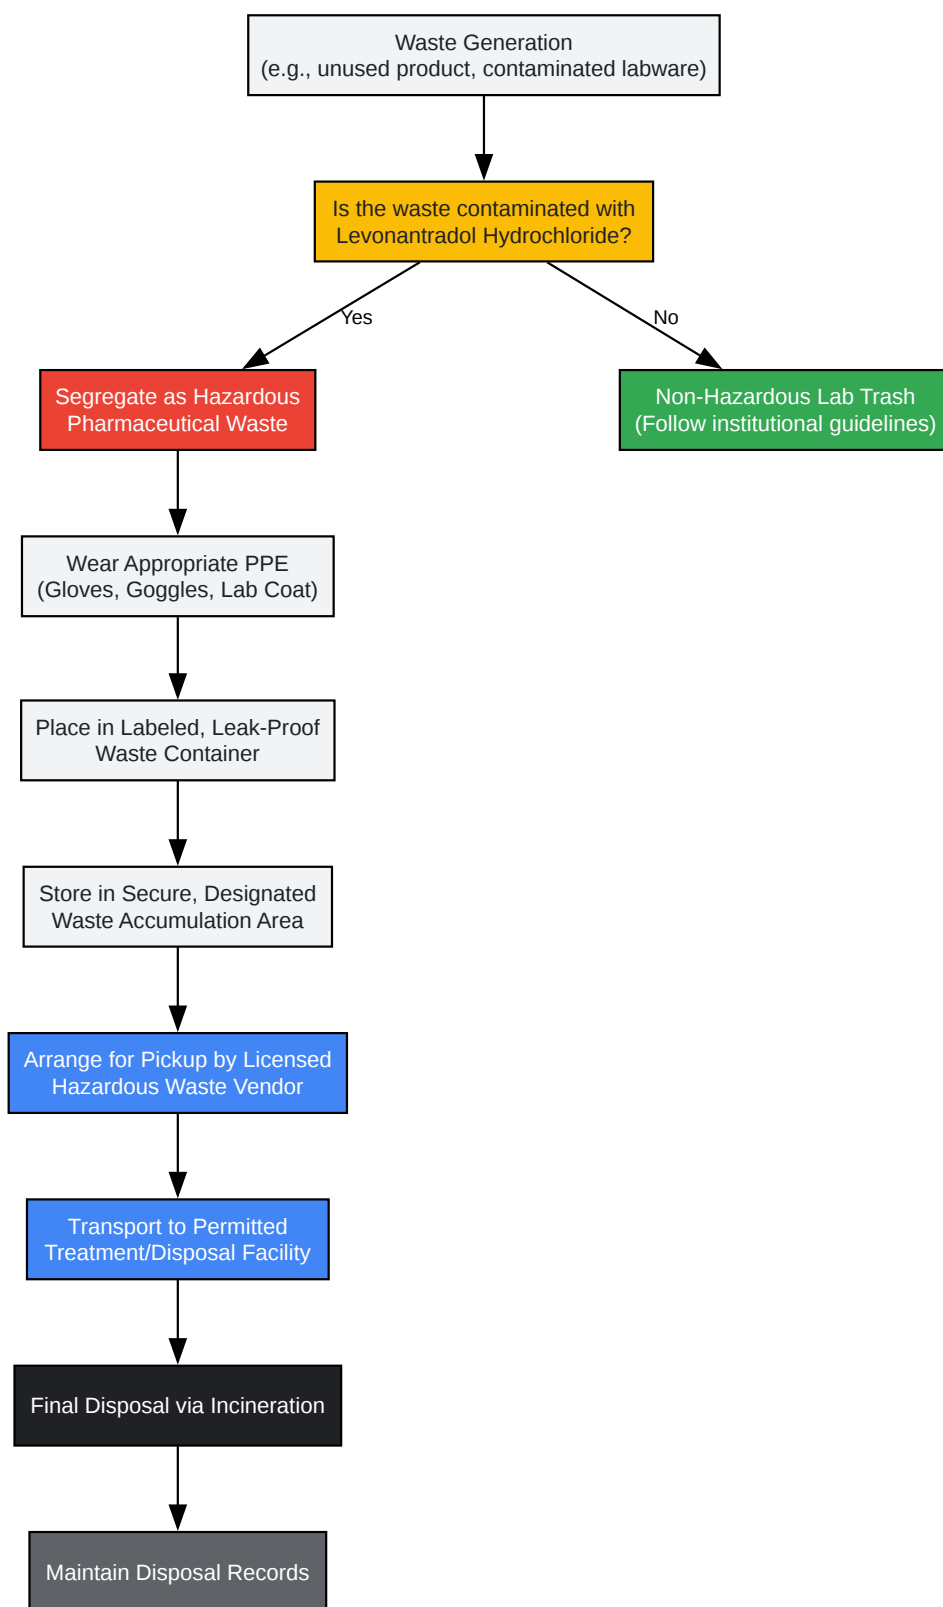 Waste Generation
(e.g., unused product, contaminated labware)
Is the waste contaminated with
Levonantradol Hydrochloride?
Yes
No
Segregate as Hazardous
Pharmaceutical Waste
Non-Hazardous Lab Trash
(Follow institutional guidelines)
Wear Appropriate PPE
(Gloves, Goggles, Lab Coat)
Place in Labeled, Leak-Proof
Waste Container
Store in Secure, Designated
Waste Accumulation Area
Arrange for Pickup by Licensed
Hazardous Waste Vendor
Transport to Permitted
Treatment/Disposal Facility
Final Disposal via Incineration
Maintain Disposal Records